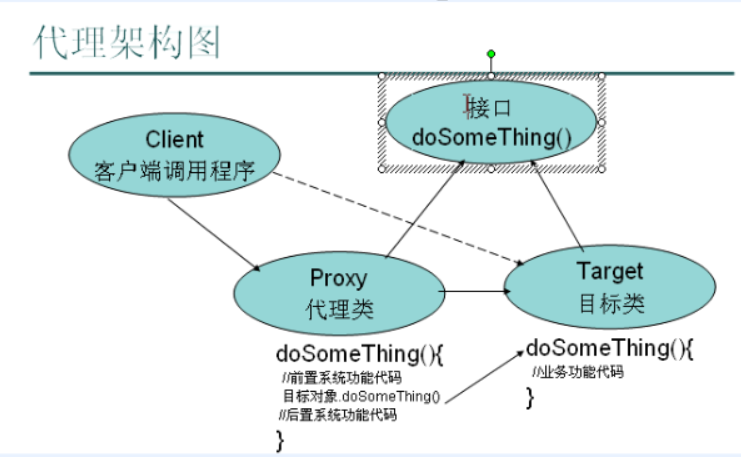 代理架构图
接口
doSomeThing()
Client
客户端调用程序
Proxy
代理类
Target
目标类
doSomeThing(){
//前置系统功能代码
目标对象.doSomeThing()
//后置系统功能代码
}
doSomeThing(){
//业务功能代码
}